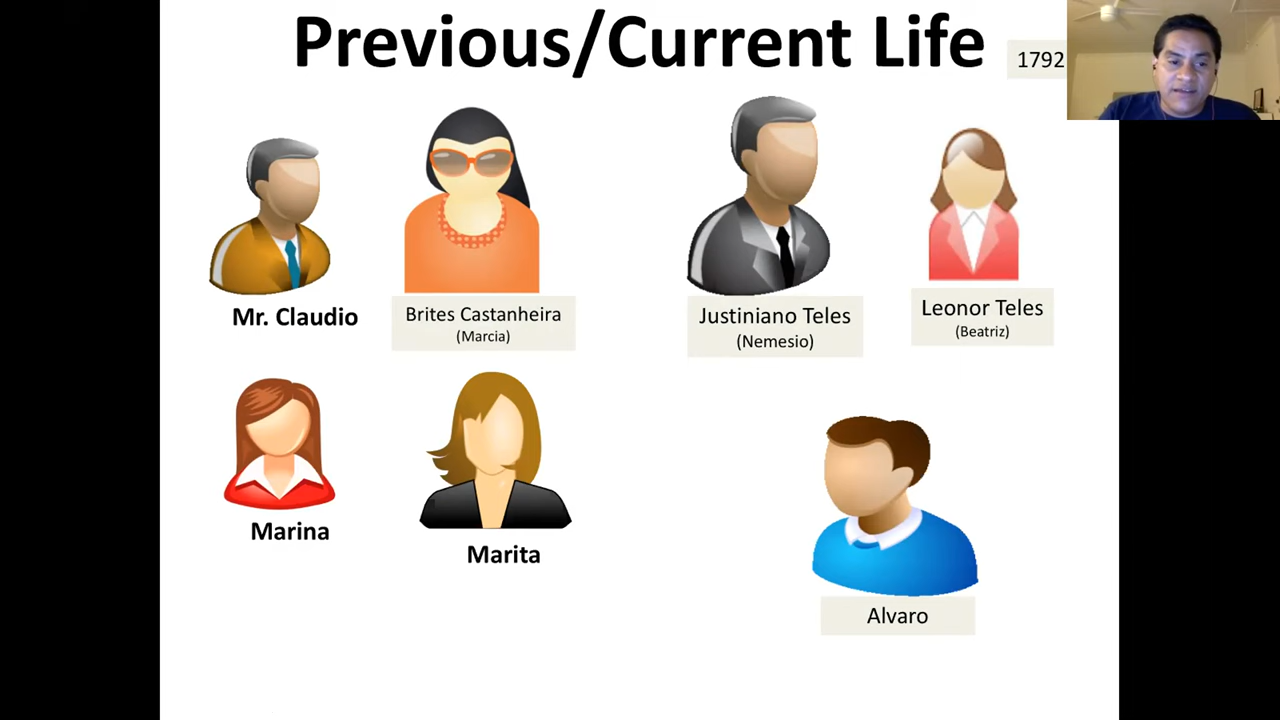 Previous/Current Life
1792
Mr. Claudio
Brites Castanheira
(Marcia)
Justiniano Teles
(Nemesio)
Leonor Teles
(Beatriz)
Marina
Marita
Alvaro